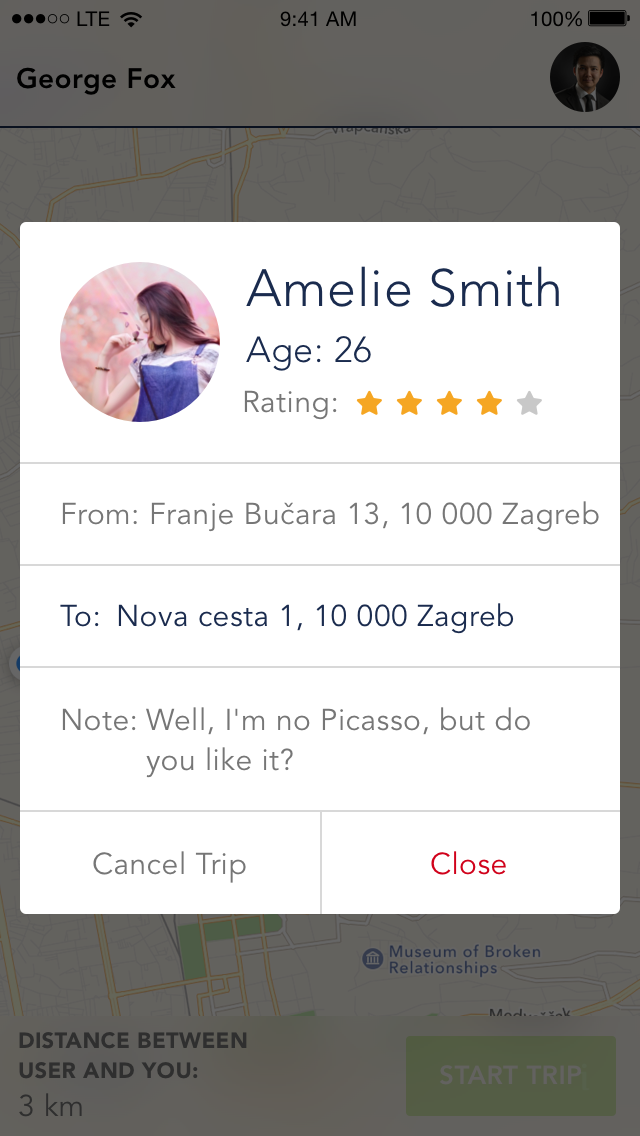 LTE 9:41 AM 100%
George Fox
Amelie Smith
Age: 26
Rating:
From: Franje Bučara 13, 10 000 Zagreb
To: Nova cesta 1, 10 000 Zagreb
Note: Well, I'm no Picasso, but do
you like it?
Cancel Trip Close
Museum of Broken
Relationships
DISTANCE BETWEEN
USER AND YOU:
3 km
START TRIP